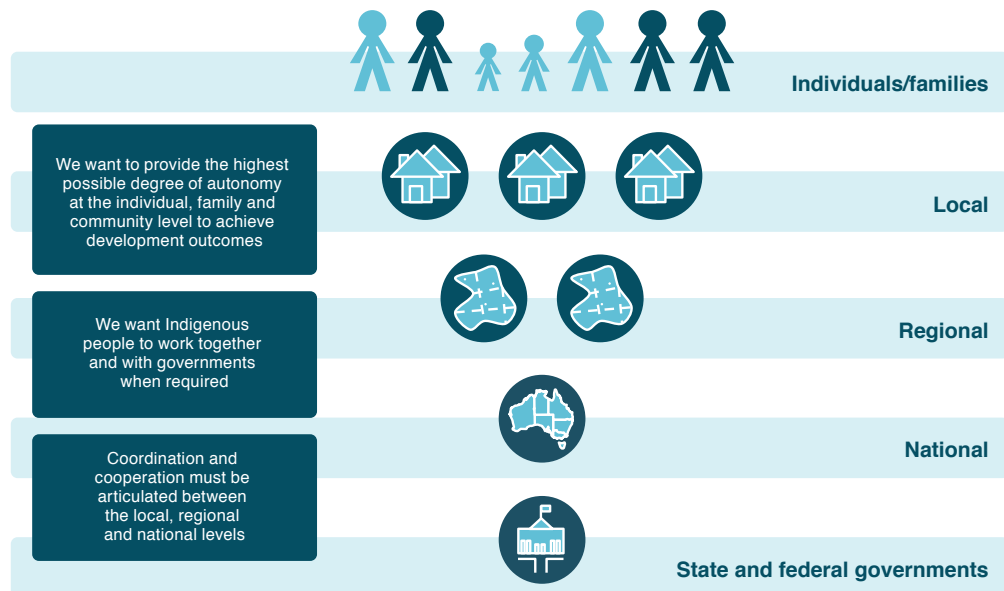 Individuals/families
We want to provide the highest
possible degree of autonomy
at the individual, family and
community level to achieve
development outcomes
Local
We want Indigenous
people to work together
and with governments
when required
Regional
Coordination and
cooperation must be
articulated between
the local, regional
and national levels
National
State and federal governments